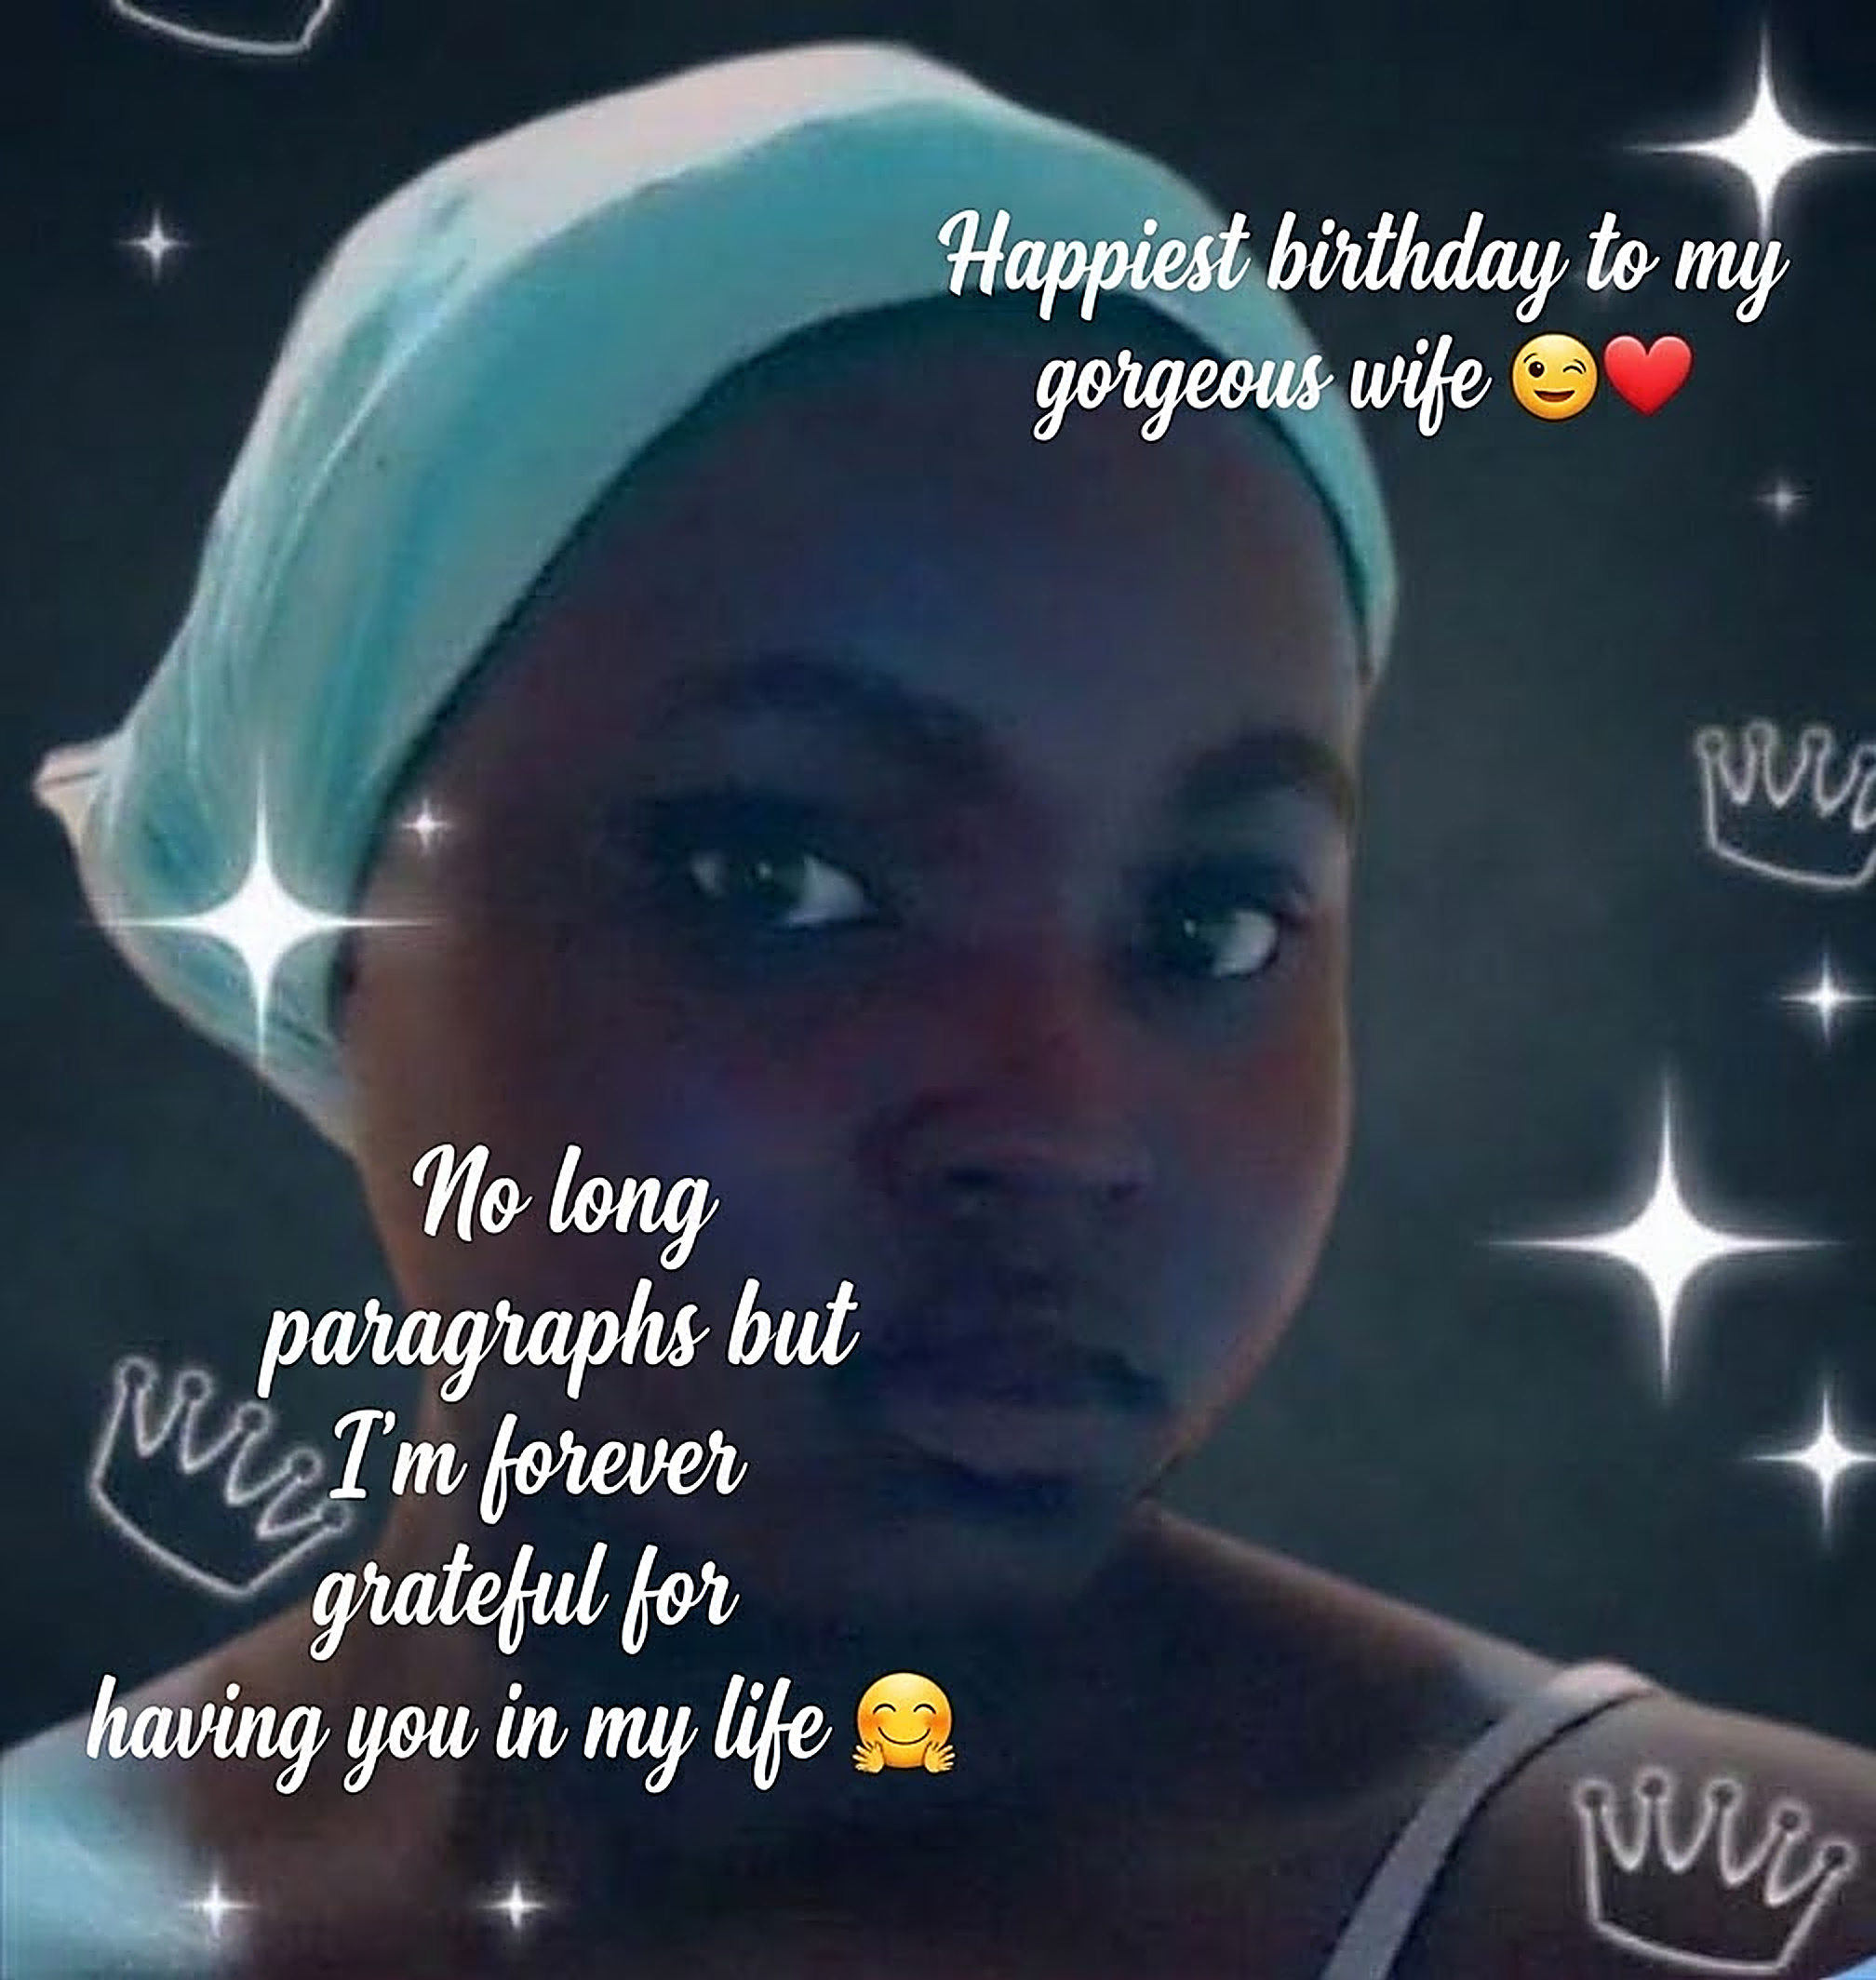 Happiest birthday to my
gorgeous wife 😉❤️
No long
paragraphs but
I'm forever
grateful for
having you in my life 🤗